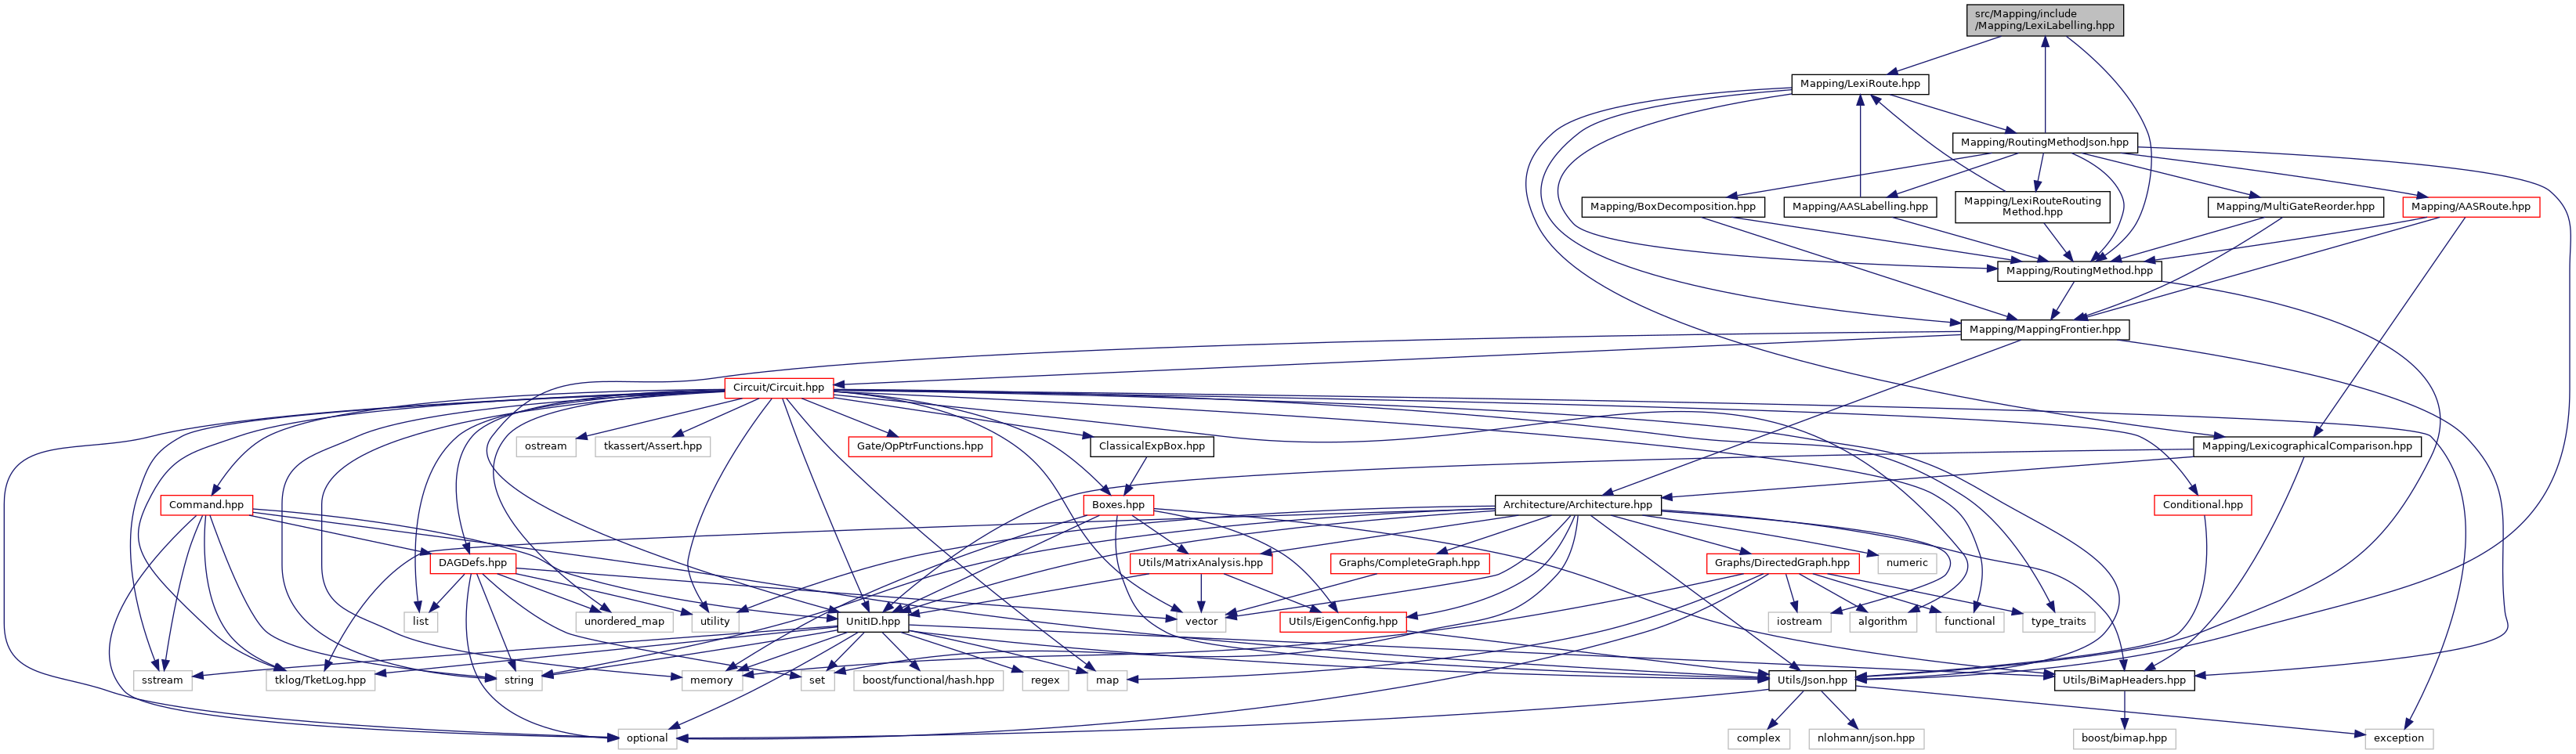 src/Mapping/include
/Mapping/LexiLabelling.hpp
Mapping/LexiRoute.hpp
Mapping/RoutingMethodJson.hpp
Mapping/BoxDecomposition.hpp
Mapping/AASLabelling.hpp
Mapping/LexiRouteRouting
Method.hpp
Mapping/MultiGateReorder.hpp
Mapping/AASRoute.hpp
Mapping/RoutingMethod.hpp
Mapping/MappingFrontier.hpp
Circuit/Circuit.hpp
ostream
tkassert/Assert.hpp
Gate/OpPtrFunctions.hpp
ClassicalExpBox.hpp
Mapping/LexicographicalComparison.hpp
Command.hpp
Boxes.hpp
Architecture/Architecture.hpp
Conditional.hpp
DAGDefs.hpp
Utils/MatrixAnalysis.hpp
Graphs/CompleteGraph.hpp
Graphs/DirectedGraph.hpp
numeric
list
unordered_map
utility
UnitID.hpp
vector
Utils/EigenConfig.hpp
iostream
algorithm
functional
type_traits
sstream
tklog/TketLog.hpp
string
memory
set
boost/functional/hash.hpp
regex
map
Utils/Json.hpp
Utils/BiMapHeaders.hpp
optional
complex
nlohmann/json.hpp
boost/bimap.hpp
exception